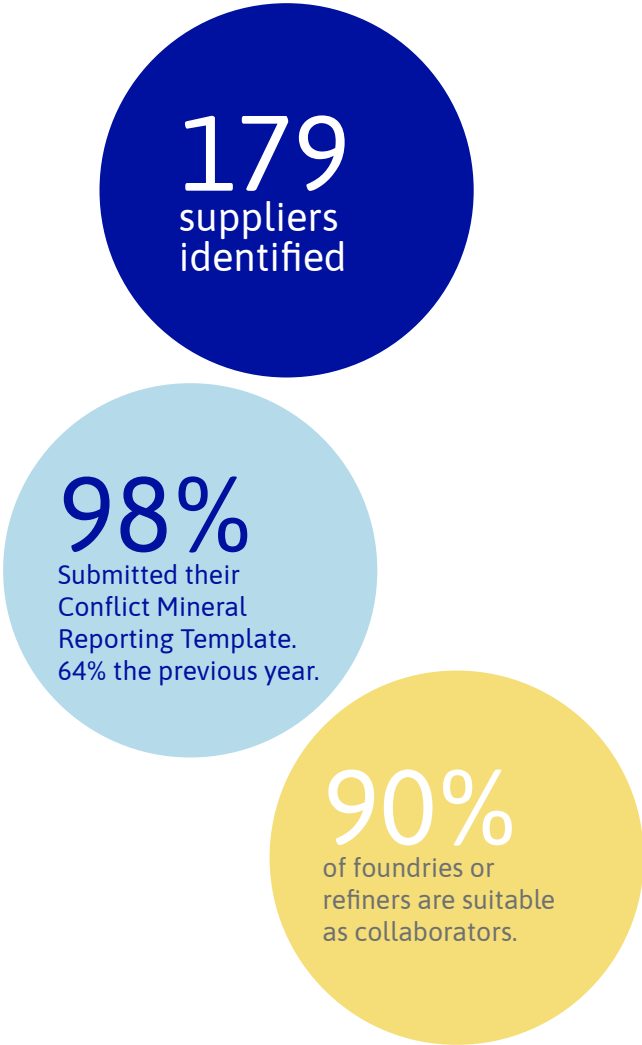 179
suppliers
identified
98%
Submitted their
Conflict Mineral
Reporting Template.
64% the previous year.
90%
of foundries or
refiners are suitable
as collaborators.